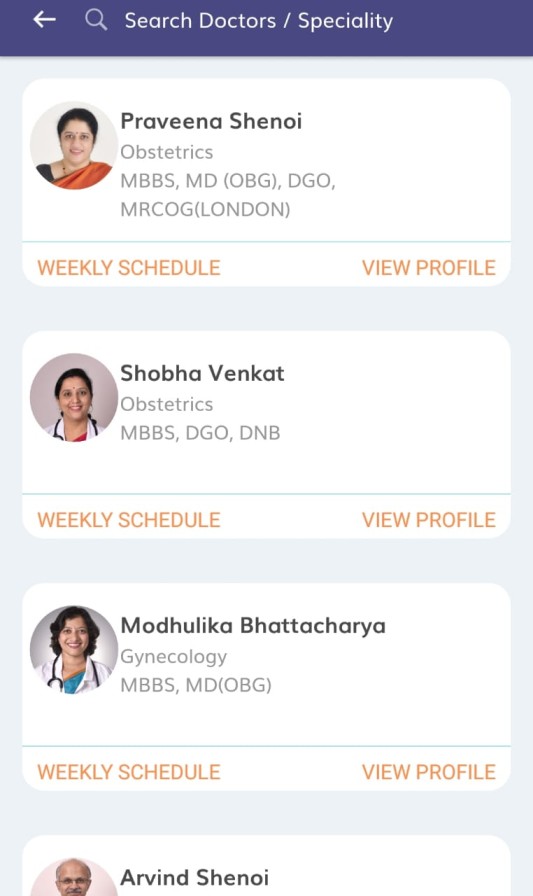 Search Doctors / Speciality
Praveena Shenoi
Obstetrics
MBBS, MD (OBG), DGO,
MRCOG(LONDON)
WEEKLY SCHEDULE VIEW PROFILE
Shobha Venkat
Obstetrics
MBBS, DGO, DNB
WEEKLY SCHEDULE VIEW PROFILE
Modhulika Bhattacharya
Gynecology
MBBS, MD(OBG)
WEEKLY SCHEDULE VIEW PROFILE
Arvind Shenoi